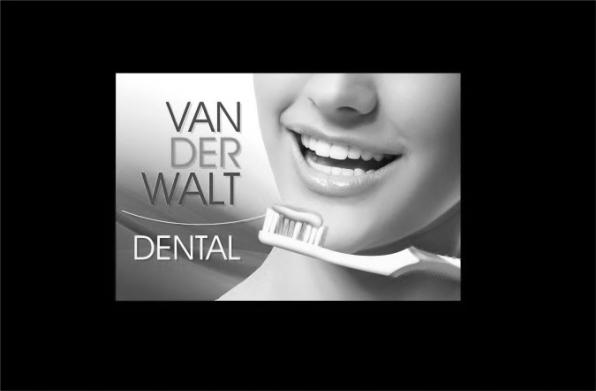 VAN
DER
WALT
DENTAL